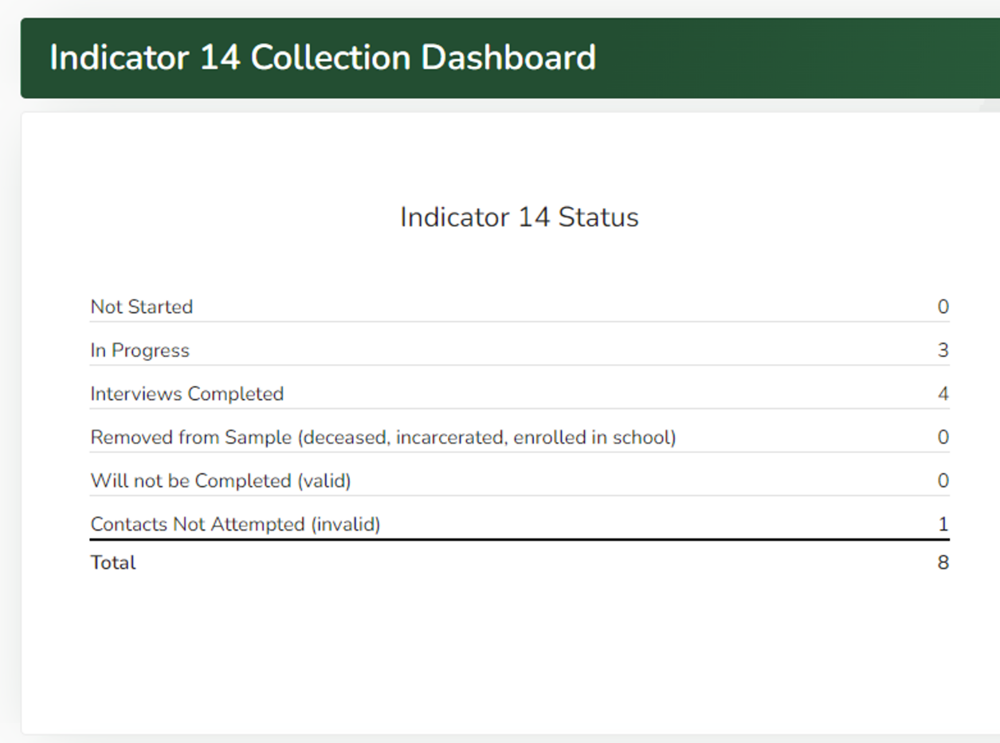 Indicator 14 Collection Dashboard
Indicator 14 Status
Not Started 0
In Progress 3
Interviews Completed 4
Removed from Sample (deceased, incarcerated, enrolled in school) 0
Will not be Completed (valid) 0
Contacts Not Attempted (invalid) 1
Total 8